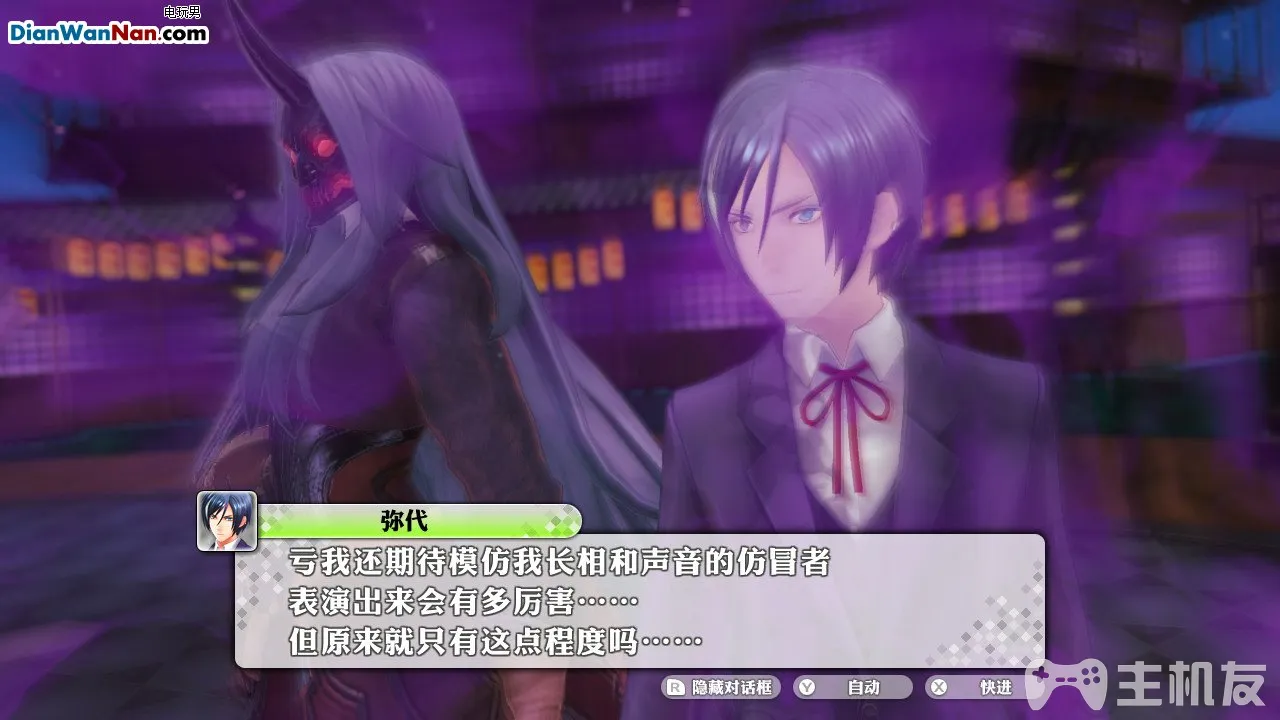 电玩男
DianWanNan.com
弥代
亏我还期待模仿我长相和声音的仿冒者
表演出来会有多厉害……
但原来就只有这点程度吗……
R 隐藏对话框 Y 自动 X 快进
主机友